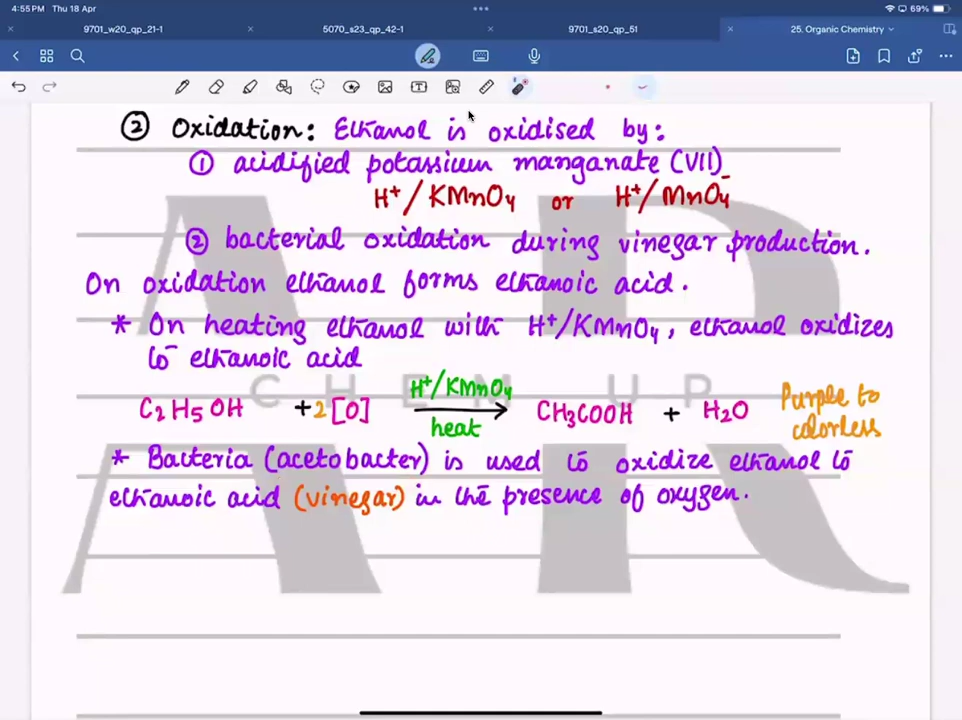 4:55 PM Thu 18 Apr
69%
9701_w20_qp_21-1
5070_s23_qp_42-1
9701_s20_qp_51
25. Organic Chemistry
② Oxidation: Ethanol is oxidised by:
① acidified potassium manganate (VII)
H⁺/KMnO₄ or H⁺/MnO₄⁻
② bacterial oxidation during vinegar production.
On oxidation ethanol forms ethanoic acid.
* On heating ethanol with H⁺/KMnO₄, ethanol oxidizes
to ethanoic acid
AR
CHEM UP
H⁺/KMnO₄
C₂H₅OH + 2[O] → CH₃COOH + H₂O
heat
Purple to
colorless
* Bacteria (acetobacter) is used to oxidize ethanol to
ethanoic acid (vinegar) in the presence of oxygen.
AR